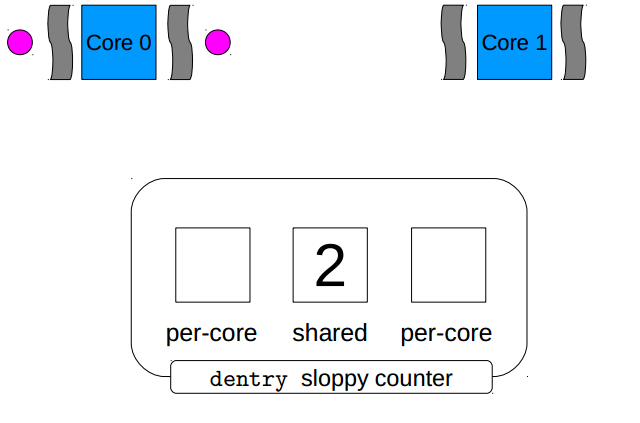 Core 0
Core 1
2
per-core shared per-core
dentry sloppy counter